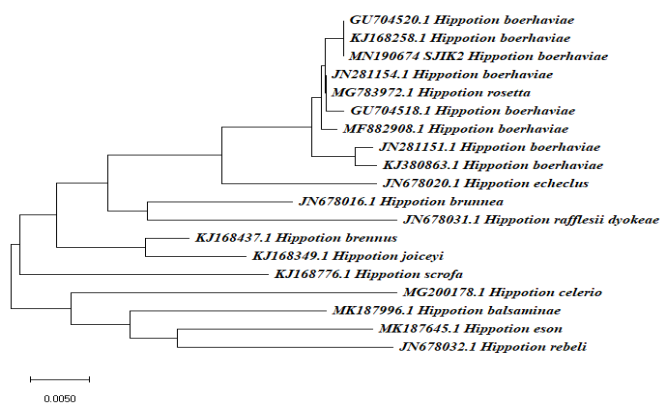 GU704520.1 Hippotion boerhaviae
KJ168258.1 Hippotion boerhaviae
MN190674 SJIK2 Hippotion boerhaviae
JN281154.1 Hippotion boerhaviae
MG783972.1 Hippotion rosetta
GU704518.1 Hippotion boerhaviae
MF882908.1 Hippotion boerhaviae
JN281151.1 Hippotion boerhaviae
KJ380863.1 Hippotion boerhaviae
JN678020.1 Hippotion echeclus
JN678016.1 Hippotion brunnea
JN678031.1 Hippotion rafflesii dyokeae
KJ168437.1 Hippotion brennus
KJ168349.1 Hippotion joiceyi
KJ168776.1 Hippotion scrofa
MG200178.1 Hippotion celerio
MK187996.1 Hippotion balsaminae
MK187645.1 Hippotion eson
JN678032.1 Hippotion rebeli
0.0050